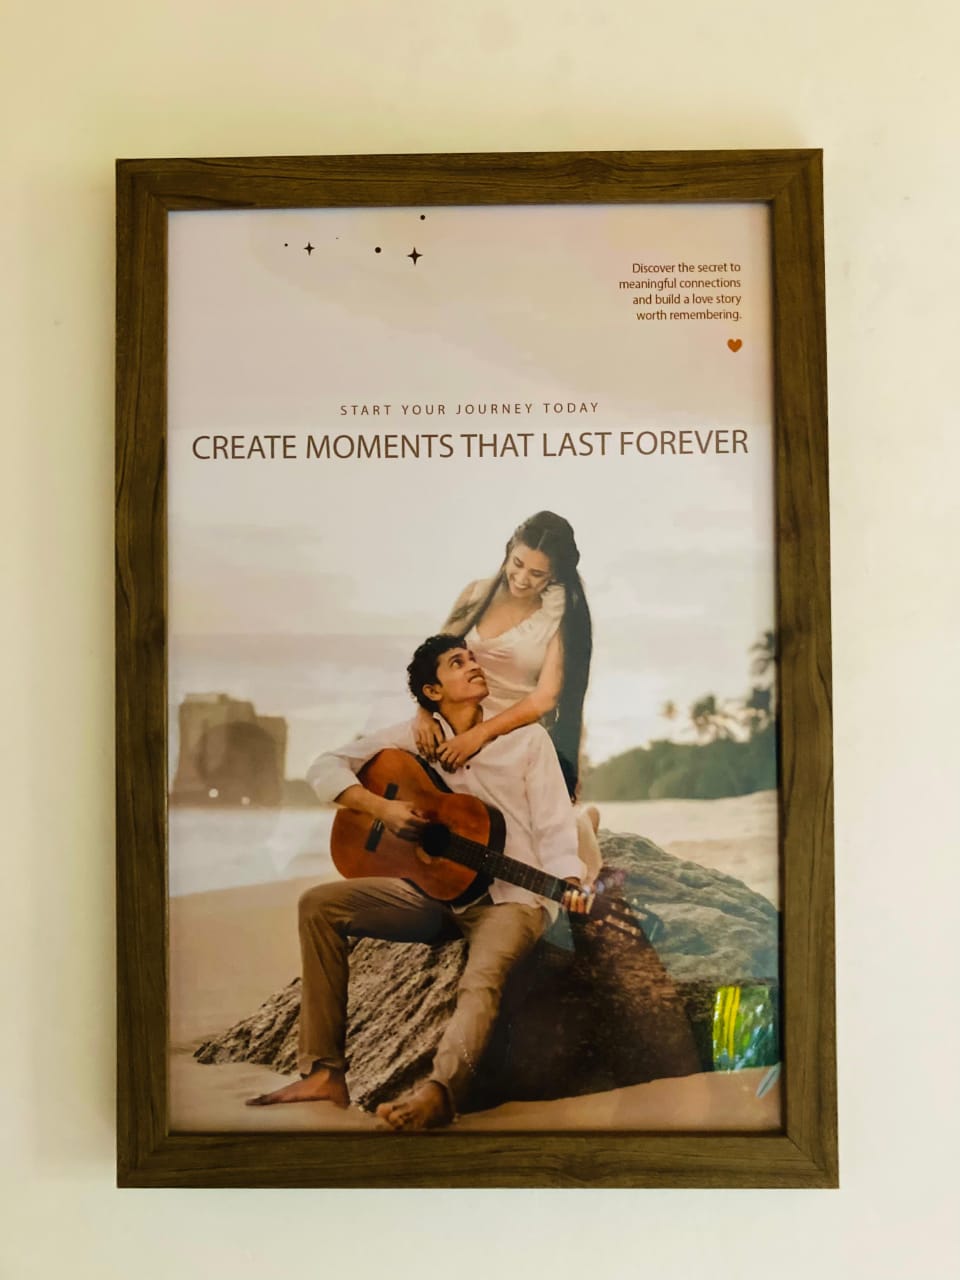 Discover the secret to
meaningful connections
and build a love story
worth remembering.
START YOUR JOURNEY TODAY
CREATE MOMENTS THAT LAST FOREVER